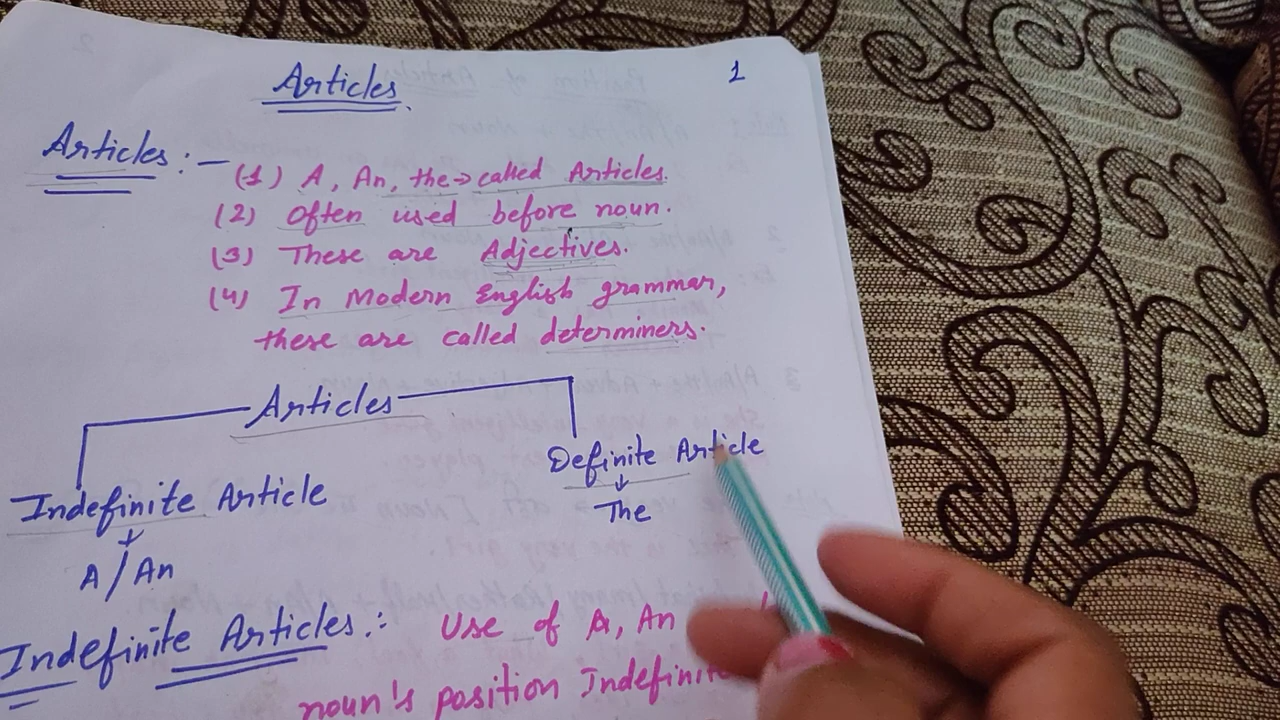 Articles.
1
Articles :-
(1) A, An, the → called Articles.
(2) Often used before noun.
(3) These are Adjectives.
(4) In Modern English grammar,
these are called determiners.
Articles
Indefinite Article
Definite Article
↓
The
↓
A / An
Indefinite Articles :- Use of A, An
noun's position Indefinite